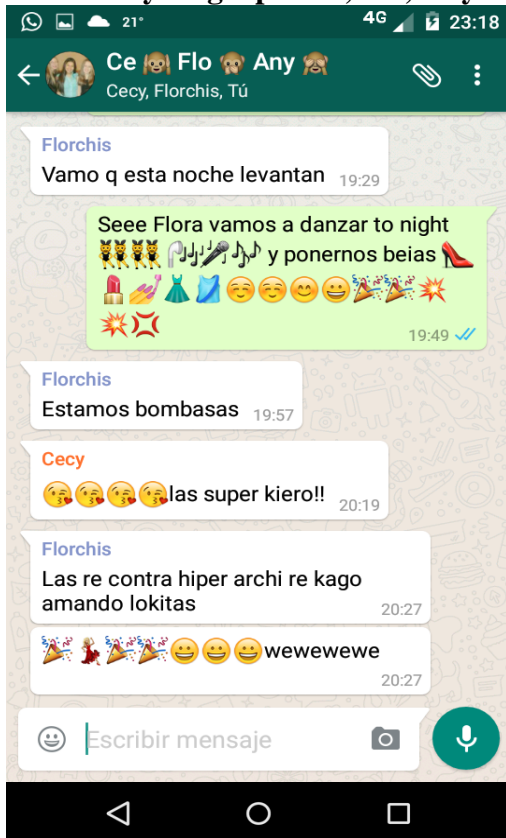 21°
4G
23:18
Ce 🙉 Flo 🙊 Any 🙈
Cecy, Florchis, Tú
Florchis
Vamo q esta noche levantan 19:29
Seee Flora vamos a danzar to night
y ponernos beias
19:49
Florchis
Estamos bombasas 19:57
Cecy
😘😘😘😘las super kiero!! 20:19
Florchis
Las re contra hiper archi re kago
amando lokitas 20:27
🎉💃🎉🎉😀😀😀wewewewe
20:27
Escribir mensaje